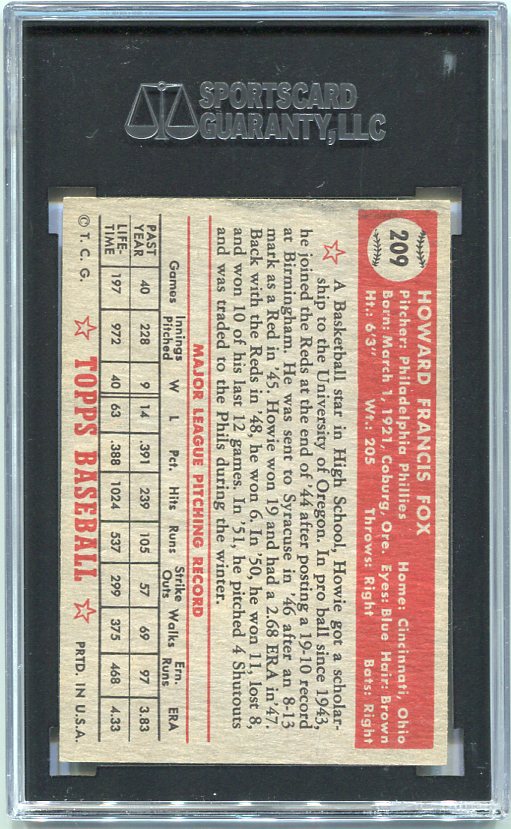 SPORTSCARD
GUARANTY, LLC
209
HOWARD FRANCIS FOX
Pitcher: Philadelphia Phillies Home: Cincinnati, Ohio
Born: March 1, 1921, Coburg, Ore. Eyes: Blue Hair: Brown
Ht.: 6'3" Wt.: 205 Throws: Right Bats: Right
A Basketball star in High School, Howie got a scholar-
ship to the University of Oregon. In pro ball since 1943,
he joined the Reds at the end of '44 after posting a 19-10 record
at Birmingham. He was sent to Syracuse in '46 after an 8-13
mark as a Red in '45. Howie won 19 and had a 2.68 ERA in '47.
Back with the Reds in '48, he won 6. In '50, he won 11, lost 8,
and won 10 of his last 12 games. In '51, he pitched 4 Shutouts
and was traded to the Phils during the winter.
MAJOR LEAGUE PITCHING RECORD
Games Innings Pitched W L Pct. Hits Runs Strike Outs Walks Ern. Runs ERA
PAST YEAR 40 228 9 14 .391 239 105 57 69 97 3.83
LIFE-TIME 197 972 40 63 .388 1024 537 299 375 468 4.33
© T. C. G. TOPPS BASEBALL PRTD. IN U.S.A.